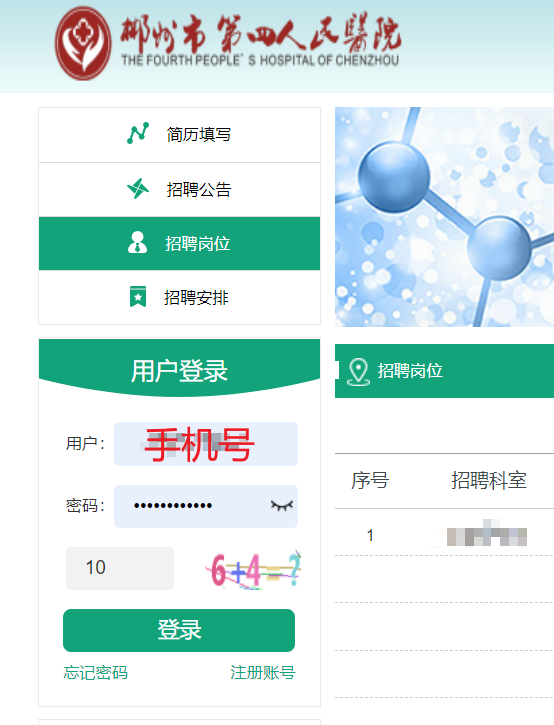 郴州市第四人民醫院
THE FOURTH PEOPLE'S HOSPITAL OF CHENZHOU
简历填写
招聘公告
招聘岗位
招聘安排
用户登录
用户: 手机号
密码: ••••••••••••
10 6+4=?
登录
忘记密码 注册账号
招聘岗位
序号 招聘科室
1